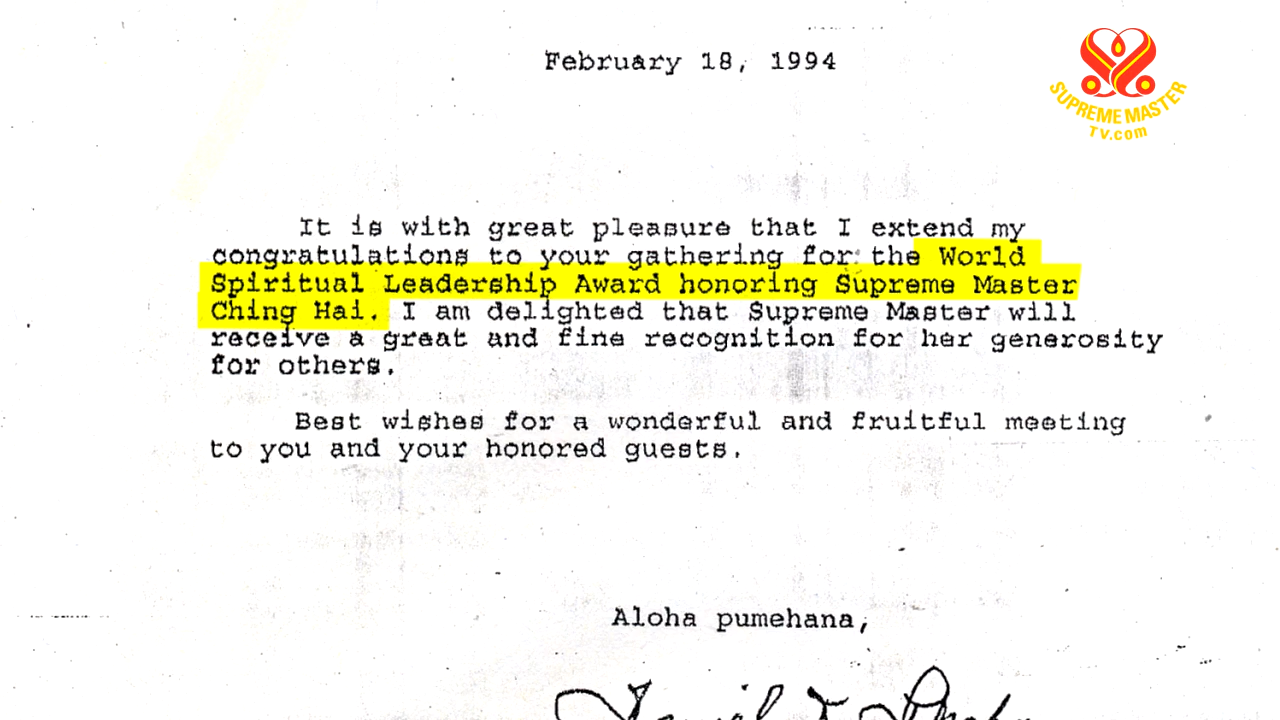 February 18, 1994
SUPREME MASTER
TV.com
It is with great pleasure that I extend my
congratulations to your gathering for the World
Spiritual Leadership Award honoring Supreme Master
Ching Hai. I am delighted that Supreme Master will
receive a great and fine recognition for her generosity
for others.
Best wishes for a wonderful and fruitful meeting
to you and your honored guests.
Aloha pumehana,